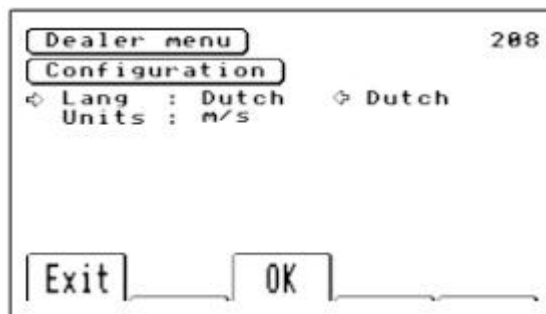 Dealer menu 208
Configuration
➪ Lang : Dutch ➪ Dutch
Units : m/s
Exit OK